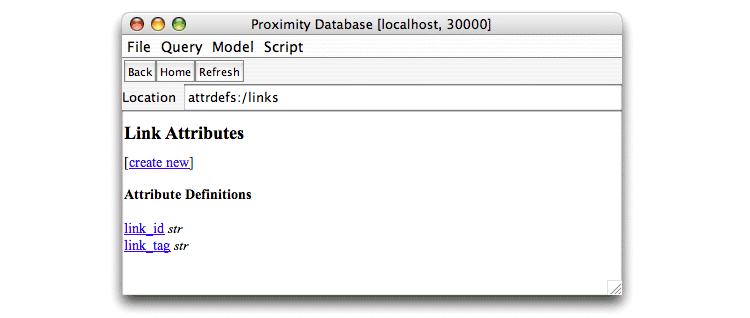 Proximity Database [localhost, 30000]
File Query Model Script
Back Home Refresh
Location attrdefs:/links
Link Attributes
[create new]
Attribute Definitions
link_id str
link_tag str